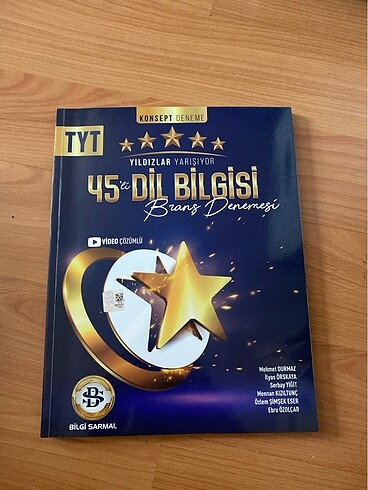 KONSEPT DENEME
TYT
YILDIZLAR YARIŞIYOR
45'li DİL BİLGİSİ
Branş Denemesi
VİDEO ÇÖZÜMLÜ
Mehmet DURMAZ
İlyas ÖRSKAYA
Serbay YİĞİT
Mennan KIZILTUNÇ
Özlem ŞİMŞEK ESER
Ebru ÖZOLÇAR
BS
BİLGİ SARMAL